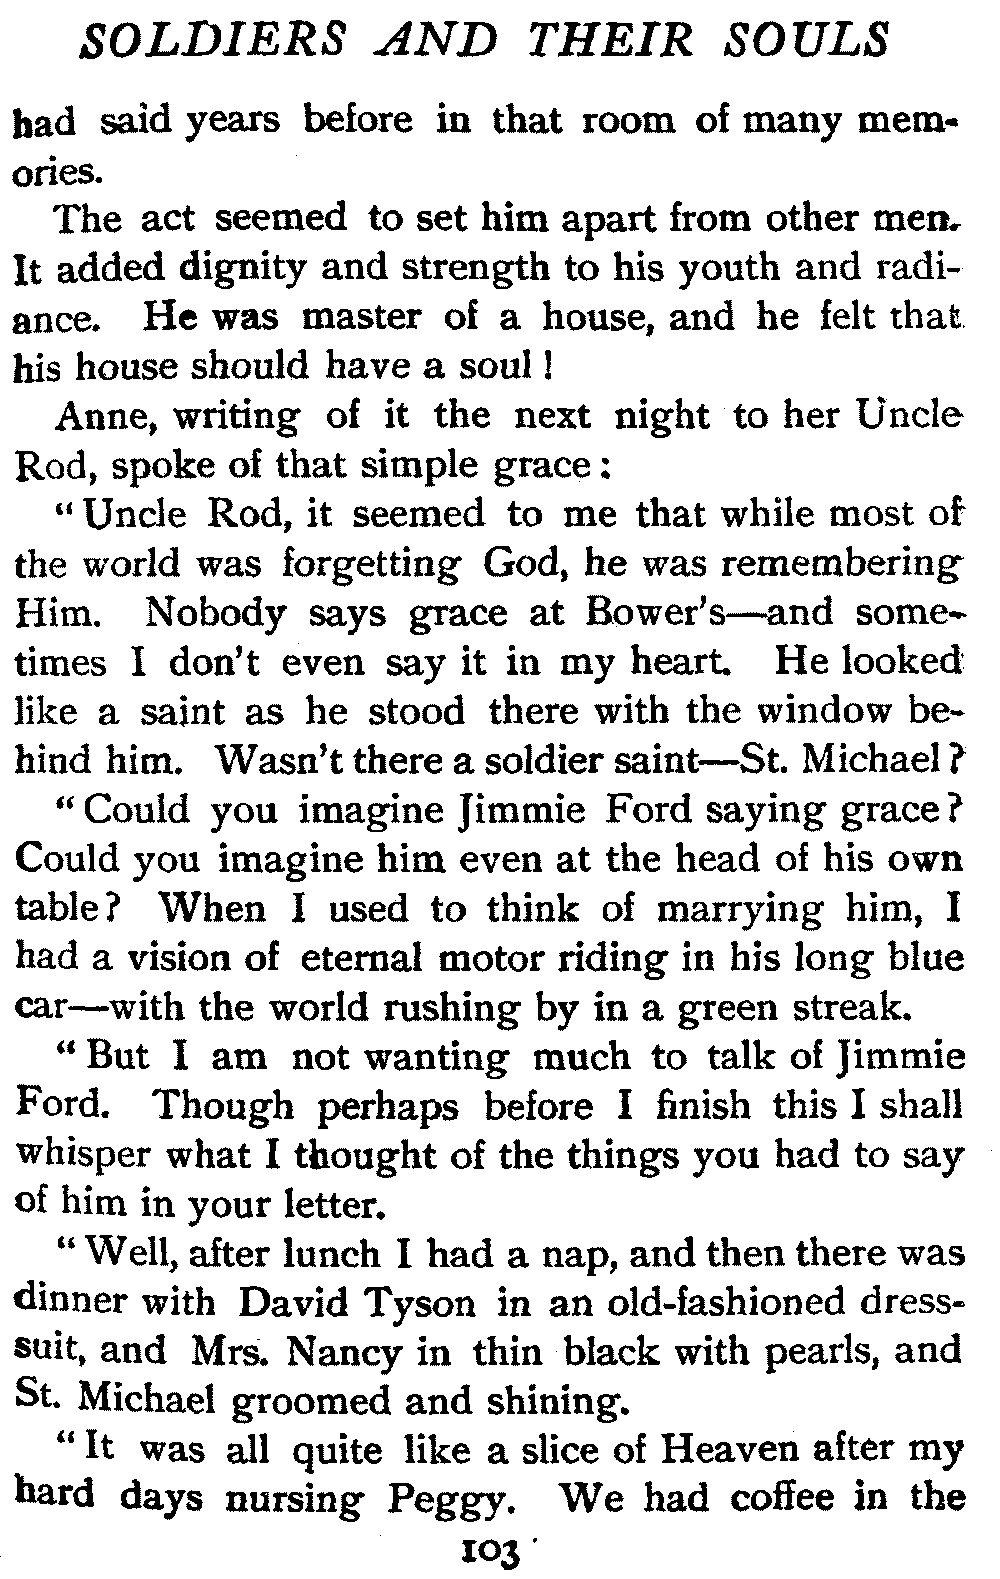 SOLDIERS AND THEIR SOULS
had said years before in that room of many mem-
ories.
The act seemed to set him apart from other men.
It added dignity and strength to his youth and radi-
ance. He was master of a house, and he felt that
his house should have a soul!
Anne, writing of it the next night to her Uncle
Rod, spoke of that simple grace:
“Uncle Rod, it seemed to me that while most of
the world was forgetting God, he was remembering
Him. Nobody says grace at Bower's—and some-
times I don't even say it in my heart. He looked
like a saint as he stood there with the window be-
hind him. Wasn't there a soldier saint—St. Michael?
“Could you imagine Jimmie Ford saying grace?
Could you imagine him even at the head of his own
table? When I used to think of marrying him, I
had a vision of eternal motor riding in his long blue
car—with the world rushing by in a green streak.
“But I am not wanting much to talk of Jimmie
Ford. Though perhaps before I finish this I shall
whisper what I thought of the things you had to say
of him in your letter.
“Well, after lunch I had a nap, and then there was
dinner with David Tyson in an old-fashioned dress-
suit, and Mrs. Nancy in thin black with pearls, and
St. Michael groomed and shining.
“It was all quite like a slice of Heaven after my
hard days nursing Peggy. We had coffee in the
103